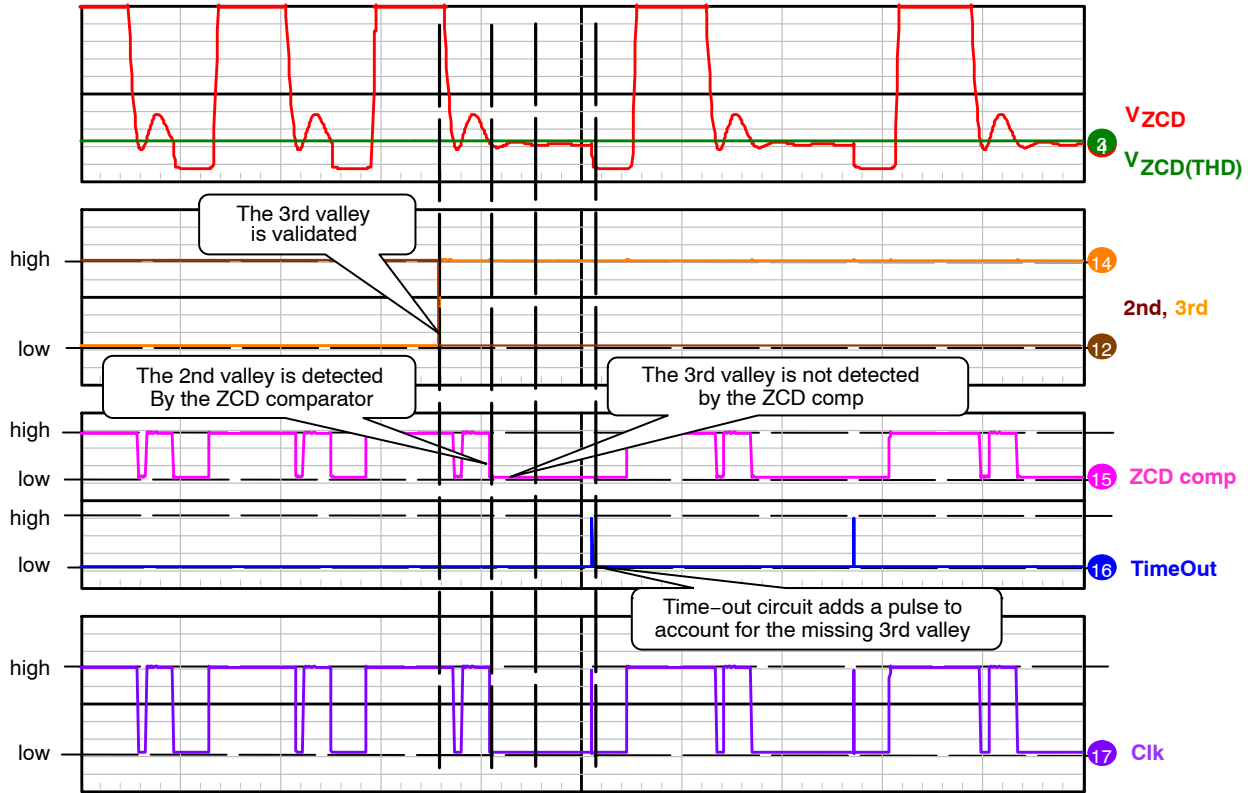 VZCD
3
4
VZCD(THD)
The 3rd valley
is validated
high
14
2nd, 3rd
low
12
The 2nd valley is detected
By the ZCD comparator
The 3rd valley is not detected
by the ZCD comp
high
low
15
ZCD comp
high
low
16
TimeOut
Time−out circuit adds a pulse to
account for the missing 3rd valley
high
low
17
Clk